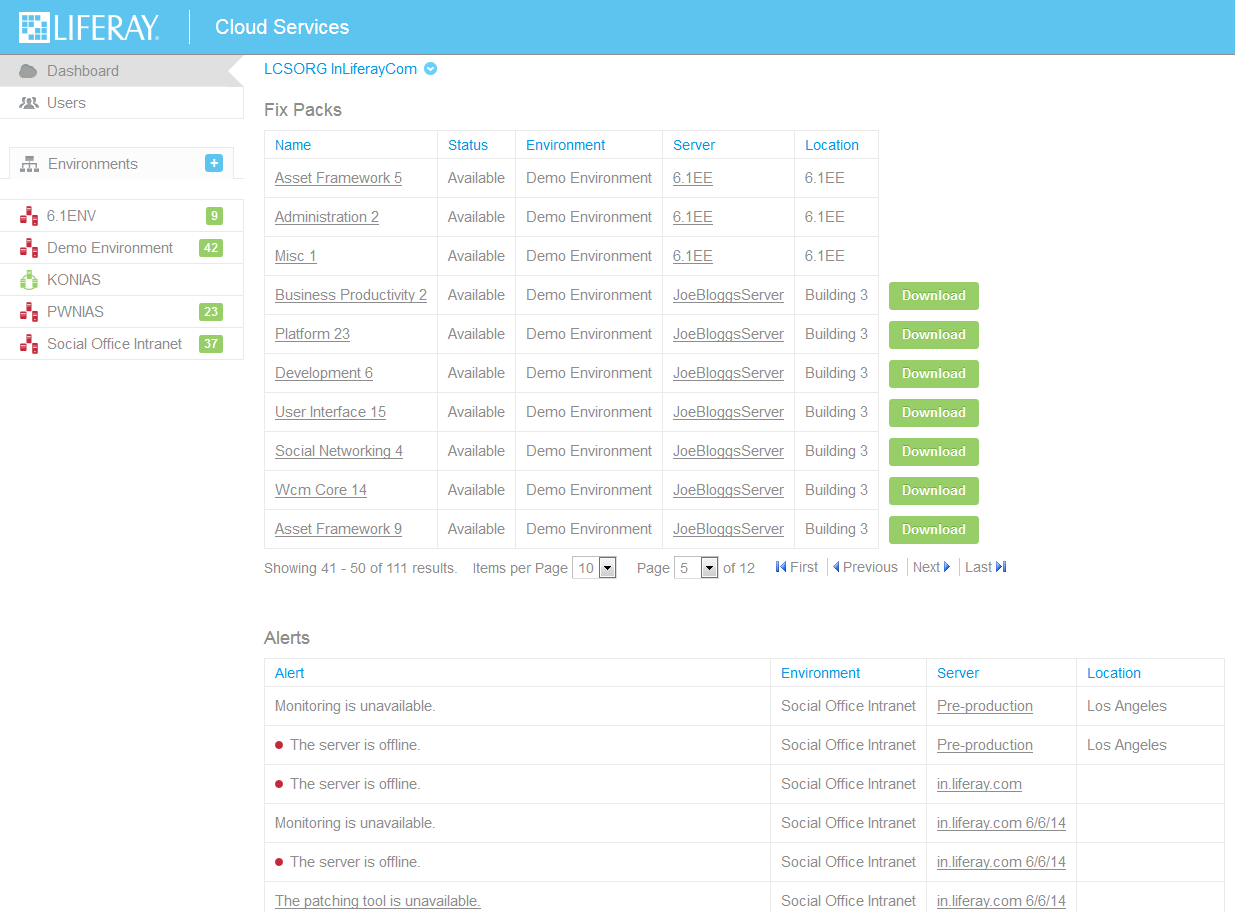 LIFERAY.
Cloud Services
Dashboard
Users
Environments +
6.1ENV 9
Demo Environment 42
KONIAS
PWNIAS 23
Social Office Intranet 37
LCSORG InLiferayCom
Fix Packs
Name Status Environment Server Location
Asset Framework 5 Available Demo Environment 6.1EE 6.1EE
Administration 2 Available Demo Environment 6.1EE 6.1EE
Misc 1 Available Demo Environment 6.1EE 6.1EE
Business Productivity 2 Available Demo Environment JoeBloggsServer Building 3 Download
Platform 23 Available Demo Environment JoeBloggsServer Building 3 Download
Development 6 Available Demo Environment JoeBloggsServer Building 3 Download
User Interface 15 Available Demo Environment JoeBloggsServer Building 3 Download
Social Networking 4 Available Demo Environment JoeBloggsServer Building 3 Download
Wcm Core 14 Available Demo Environment JoeBloggsServer Building 3 Download
Asset Framework 9 Available Demo Environment JoeBloggsServer Building 3 Download
Showing 41 - 50 of 111 results. Items per Page 10 Page 5 of 12 First Previous Next Last
Alerts
Alert Environment Server Location
Monitoring is unavailable. Social Office Intranet Pre-production Los Angeles
The server is offline. Social Office Intranet Pre-production Los Angeles
The server is offline. Social Office Intranet in.liferay.com
Monitoring is unavailable. Social Office Intranet in.liferay.com 6/6/14
The server is offline. Social Office Intranet in.liferay.com 6/6/14
The patching tool is unavailable. Social Office Intranet in.liferay.com 6/6/14